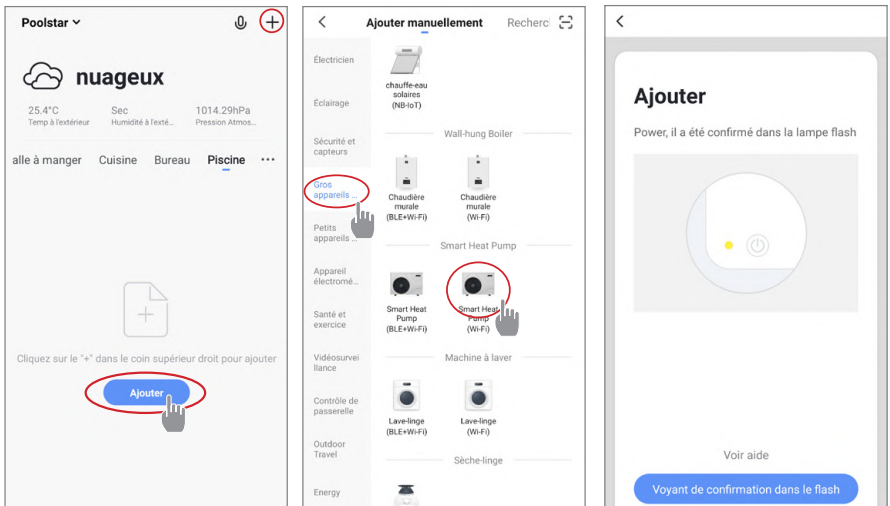 Poolstar
nuageux
25.4°C Sec 1014.29hPa
Temp à l'extérieur Humidité à l'exté... Pression Atmos...
alle à manger Cuisine Bureau Piscine ...
Cliquez sur le "+" dans le coin supérieur droit pour ajouter
Ajouter
Ajouter manuellement Recherc
Électricien
Éclairage
Sécurité et
capteurs
Gros
appareils ...
Petits
appareils ...
Appareil
électromé...
Santé et
exercice
Vidéosurvei
llance
Contrôle de
passerelle
Outdoor
Travel
Energy
chauffe-eau
solaires
(NB-IoT)
Wall-hung Boiler
Chaudière
murale
(BLE+Wi-Fi)
Chaudière
murale
(Wi-Fi)
Smart Heat Pump
Smart Heat
Pump
(BLE+Wi-Fi)
Smart Heat
Pump
(Wi-Fi)
Machine à laver
Lave-linge
(BLE+Wi-Fi)
Lave-linge
(Wi-Fi)
Sèche-linge
Ajouter
Power, il a été confirmé dans la lampe flash
Voir aide
Voyant de confirmation dans le flash